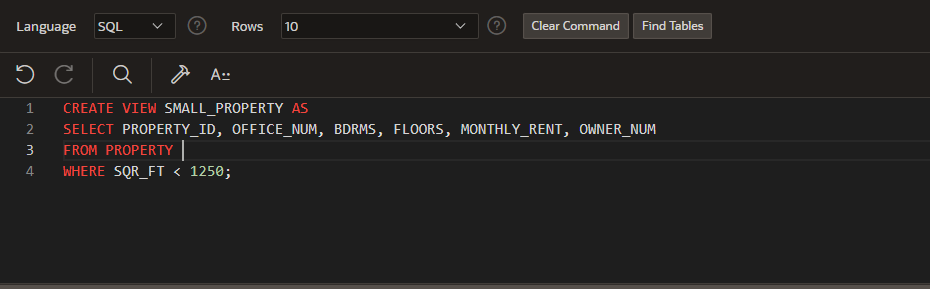 Language SQL ? Rows 10 ? Clear Command Find Tables
A
1 CREATE VIEW SMALL_PROPERTY AS
2 SELECT PROPERTY_ID, OFFICE_NUM, BDRMS, FLOORS, MONTHLY_RENT, OWNER_NUM
3 FROM PROPERTY
4 WHERE SQR_FT < 1250;